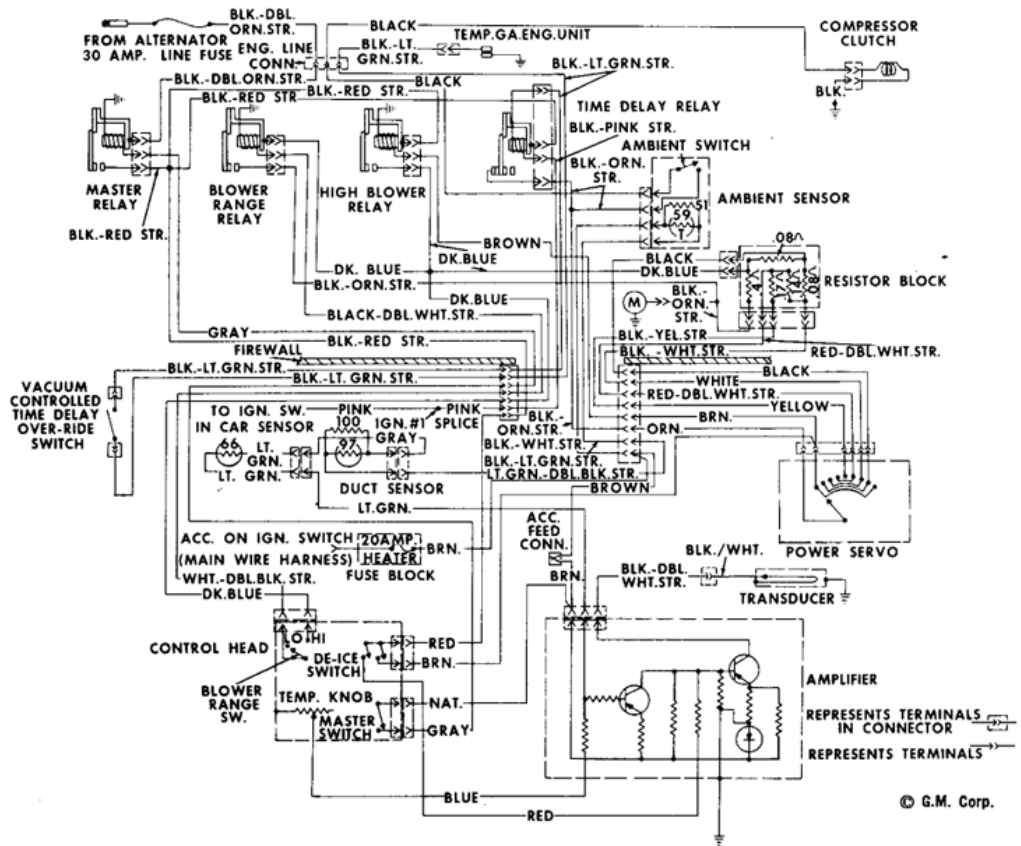 BLK.-DBL.
ORN.STR.
BLACK
COMPRESSOR
CLUTCH
FROM ALTERNATOR
30 AMP. LINE FUSE
ENG. LINE
CONN.
BLK.-LT.
GRN.STR.
TEMP.GA.ENG.UNIT
BLK.-LT.GRN.STR.
BLK.-DBL.ORN.STR.
BLACK
BLK.
BLK.-RED STR
BLK.-RED STR.
TIME DELAY RELAY
BLK.-PINK STR.
AMBIENT SWITCH
BLK.-ORN.
STR.
MASTER
RELAY
BLOWER
RANGE
RELAY
HIGH BLOWER
RELAY
51
59
T
AMBIENT SENSOR
BLK.-RED STR.
BROWN
DK.BLUE
.08Ω
BLACK
DK.BLUE
DK. BLUE
BLK.-ORN.STR.
.4
.17
.14
.08
RESISTOR BLOCK
M
BLK.-
ORN.
STR.
DK.BLUE
BLACK-DBL.WHT.STR.
GRAY
BLK.-RED STR.
BLK.-YEL.STR
BLK.-WHT.STR.
RED-DBL.WHT.STR.
FIREWALL
BLK.-LT.GRN.STR.
BLK.-LT. GRN.STR.
BLACK
WHITE
RED-DBL.WHT.STR.
YELLOW
BRN.
ORN.
VACUUM
CONTROLLED
TIME DELAY
OVER-RIDE
SWITCH
TO IGN. SW.
PINK
PINK
SPLICE
IN CAR SENSOR
100
IGN.#1
GRAY
BLK.-
ORN.STR.
BLK.-WHT.STR.
BLK.-LT.GRN.STR.
LT.GRN.-DBL.BLK.STR.
BROWN
66
LT.
GRN.
LT. GRN.
97
DUCT SENSOR
LT.GRN.
ACC.
FEED
CONN.
POWER SERVO
ACC. ON IGN. SWITCH
(MAIN WIRE HARNESS)
20AMP.
HEATER
FUSE BLOCK
BRN.
BRN.
BLK./WHT.
BLK.-DBL.
WHT.STR.
TRANSDUCER
WHT.-DBL.BLK.STR.
DK.BLUE
CONTROL HEAD
HI
DE-ICE
SWITCH
RED
BRN.
BLOWER
RANGE
SW.
TEMP. KNOB
MASTER
SWITCH
NAT.
GRAY
AMPLIFIER
REPRESENTS TERMINALS
IN CONNECTOR
REPRESENTS TERMINALS
BLUE
RED
© G.M. Corp.